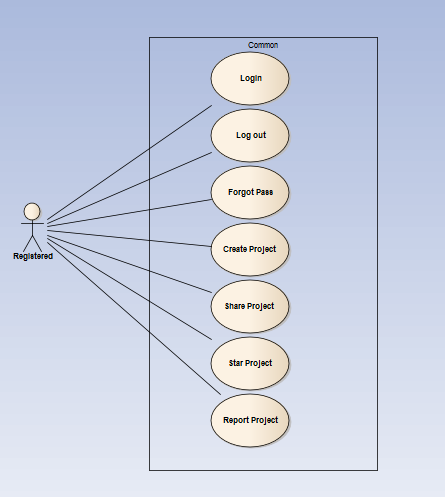 Common
Login
Log out
Forgot Pass
Create Project
Registered
Share Project
Star Project
Report Project